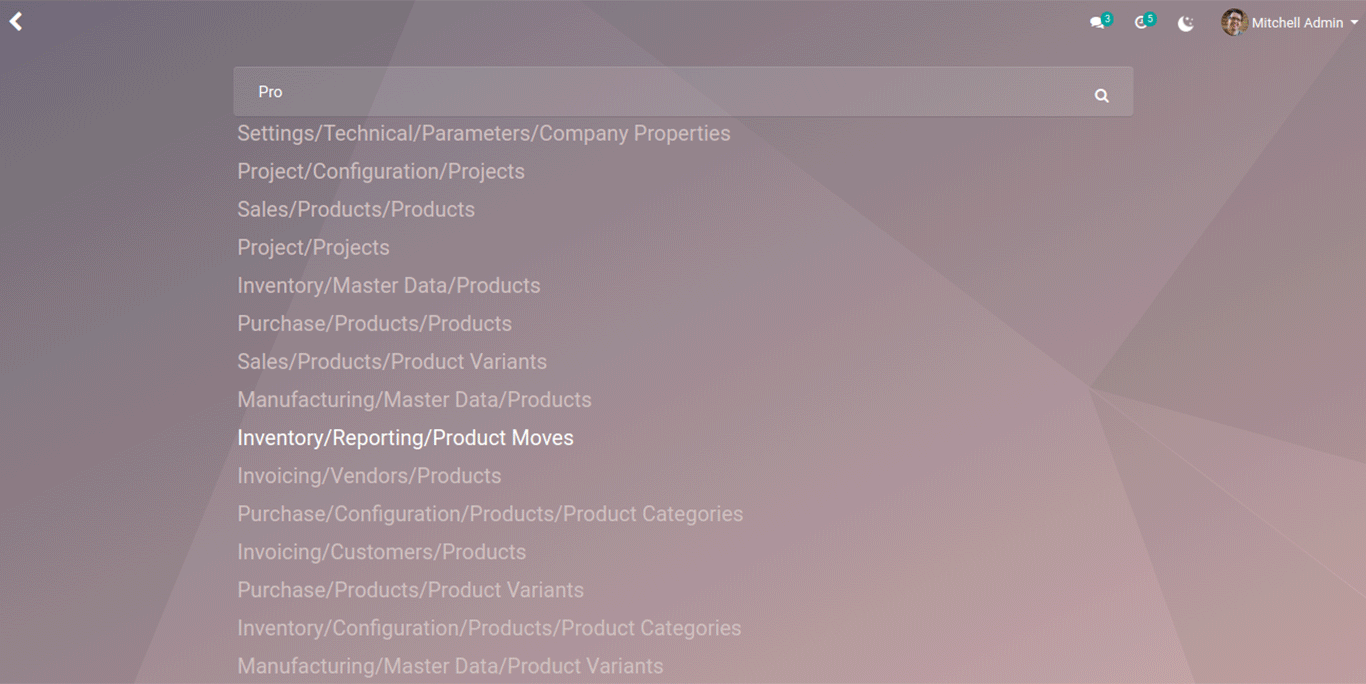 3 5 Mitchell Admin
Pro
Settings/Technical/Parameters/Company Properties
Project/Configuration/Projects
Sales/Products/Products
Project/Projects
Inventory/Master Data/Products
Purchase/Products/Products
Sales/Products/Product Variants
Manufacturing/Master Data/Products
Inventory/Reporting/Product Moves
Invoicing/Vendors/Products
Purchase/Configuration/Products/Product Categories
Invoicing/Customers/Products
Purchase/Products/Product Variants
Inventory/Configuration/Products/Product Categories
Manufacturing/Master Data/Product Variants